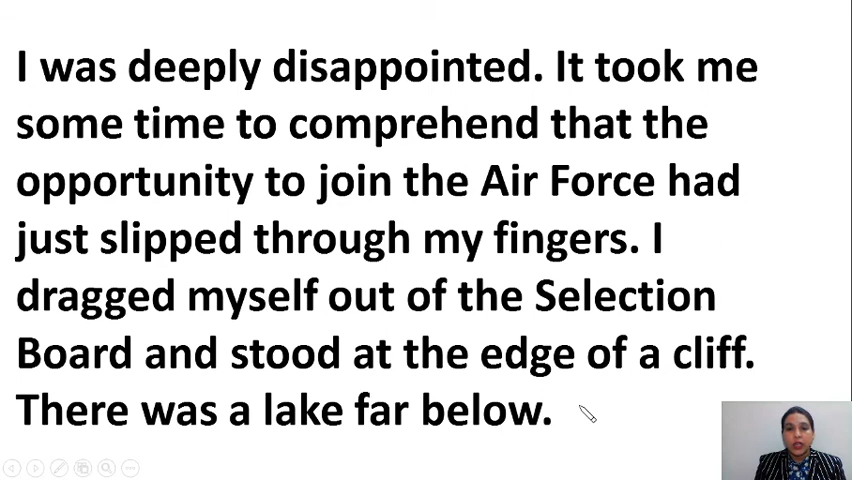 I was deeply disappointed. It took me
some time to comprehend that the
opportunity to join the Air Force had
just slipped through my fingers. I
dragged myself out of the Selection
Board and stood at the edge of a cliff.
There was a lake far below.